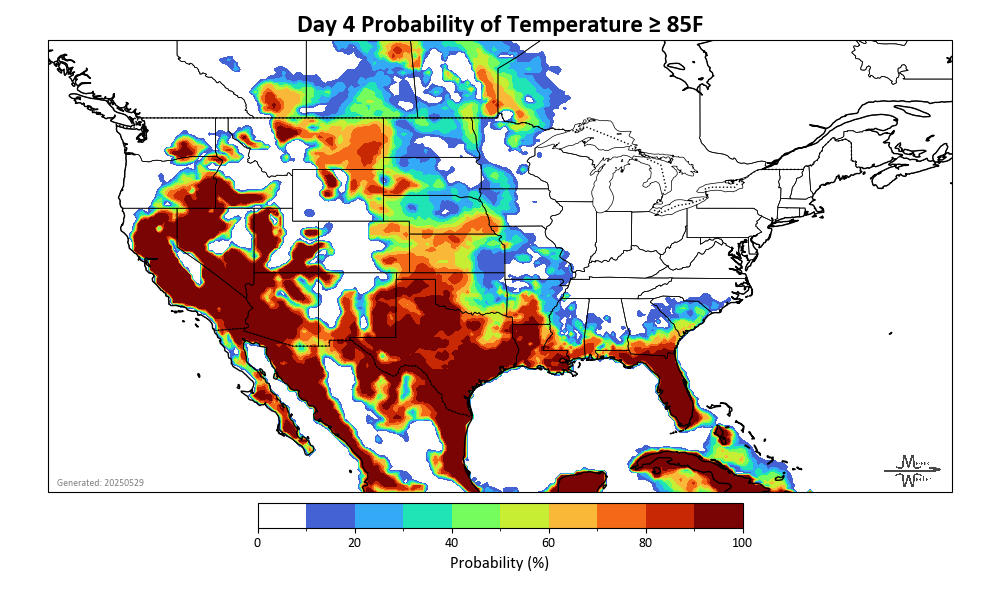 Day 4 Probability of Temperature ≥ 85F
Generated: 20250529
0 20 40 60 80 100
Probability (%)